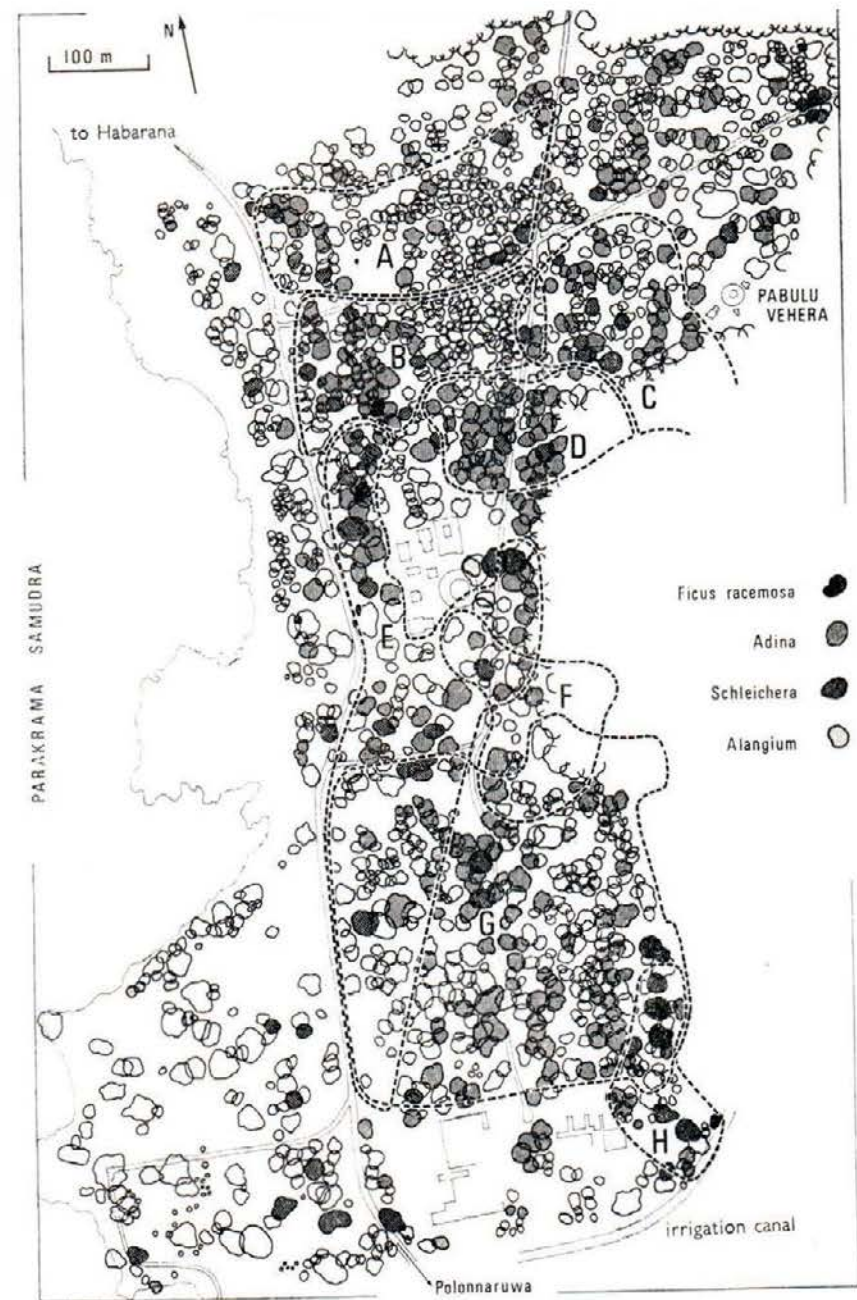 N
100 m
to Habarana
A
PABULU
VEHERA
B
C
D
Ficus racemosa
Adina
E
Schleichera
F
Alangium
PARAKRAMA SAMUDRA
G
H
irrigation canal
Polonnaruwa